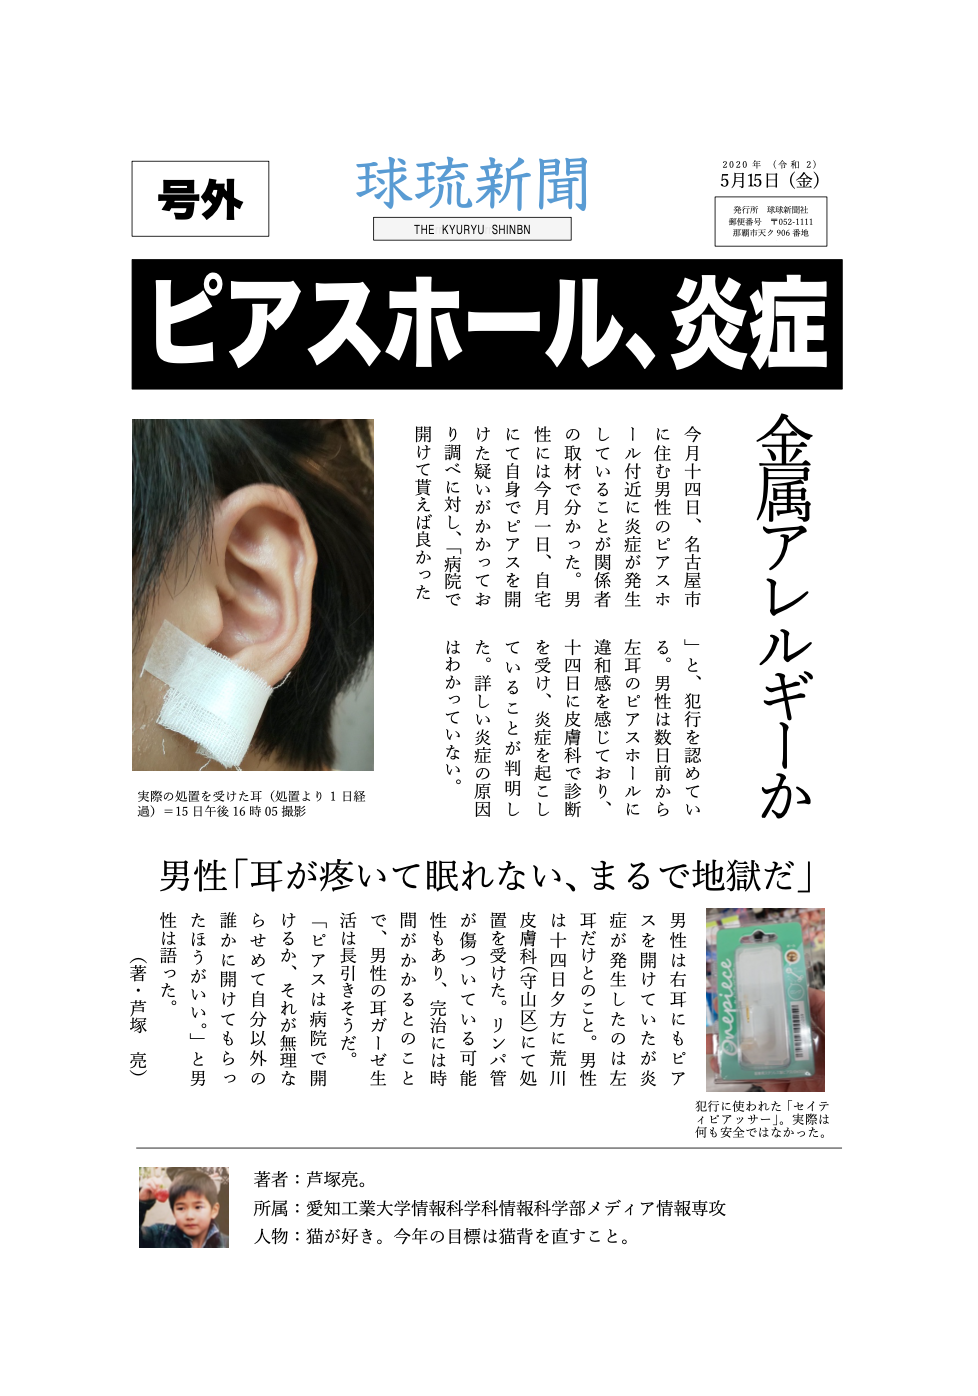 号外
球琉新聞
THE KYURYU SHINBN
2020 年 （令和 2）
5月15日（金）
発行所　球球新聞社
郵便番号　〒052-1111
那覇市天ク 906 番地
ピアスホール、炎症
金属アレルギーか
今月十四日、名古屋市
に住む男性のピアスホ
ール付近に炎症が発生
していることが関係者
の取材で分かった。男
性には今月一日、自宅
にて自身でピアスを開
けた疑いがかかってお
り調べに対し、「病院で
開けて貰えば良かった
」と、犯行を認めてい
る。男性は数日前から
左耳のピアスホールに
違和感を感じており、
十四日に皮膚科で診断
を受け、炎症を起こし
ていることが判明し
た。詳しい炎症の原因
はわかっていない。
実際の処置を受けた耳（処置より 1 日経
過）＝15 日午後 16 時 05 撮影
男性「耳が疼いて眠れない、まるで地獄だ」
Onepiece
犯行に使われた「セイテ
ィピアッサー」。実際は
何も安全ではなかった。
男性は右耳にもピア
スを開けていたが炎
症が発生したのは左
耳だけとのこと。男性
は十四日夕方に荒川
皮膚科(守山区)にて処
置を受けた。リンパ管
が傷ついている可能
性もあり、完治には時
間がかかるとのこと
で、男性の耳ガーゼ生
活は長引きそうだ。
「ピアスは病院で開
けるか、それが無理な
らせめて自分以外の
誰かに開けてもらっ
たほうがいい。」と男
性は語った。
（著・芦塚　亮）
著者：芦塚亮。
所属：愛知工業大学情報科学科情報科学部メディア情報専攻
人物：猫が好き。今年の目標は猫背を直すこと。